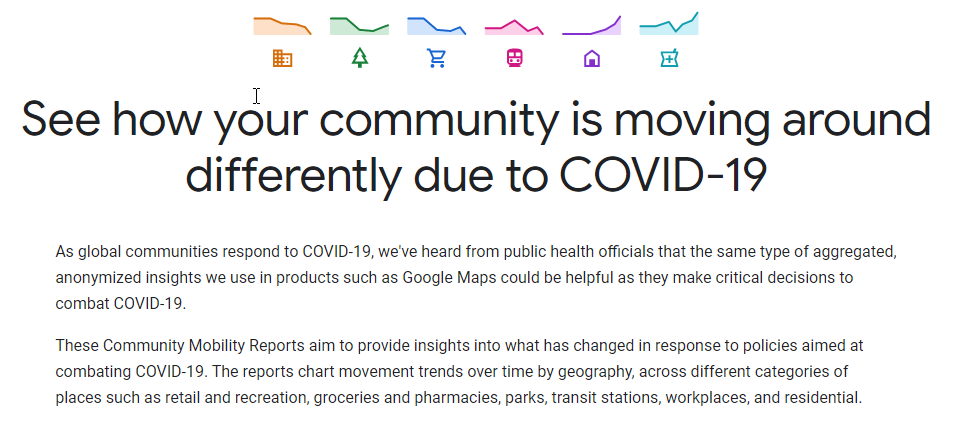 See how your community is moving around
differently due to COVID-19
As global communities respond to COVID-19, we've heard from public health officials that the same type of aggregated,
anonymized insights we use in products such as Google Maps could be helpful as they make critical decisions to
combat COVID-19.
These Community Mobility Reports aim to provide insights into what has changed in response to policies aimed at
combating COVID-19. The reports chart movement trends over time by geography, across different categories of
places such as retail and recreation, groceries and pharmacies, parks, transit stations, workplaces, and residential.